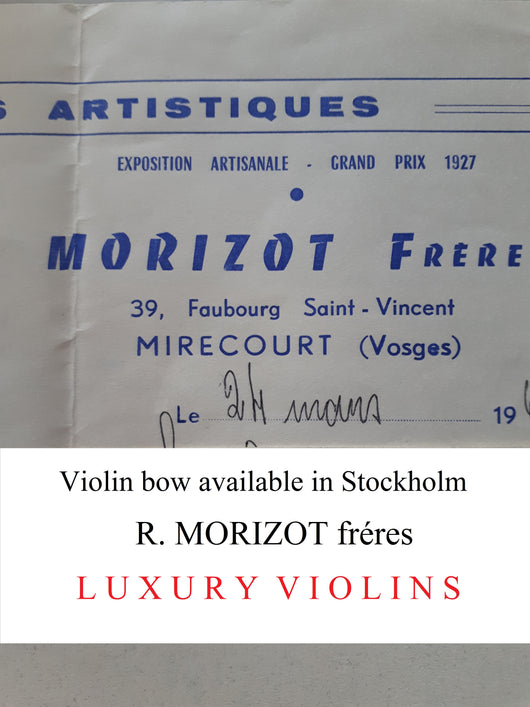 S ARTISTIQUES
EXPOSITION ARTISANALE - GRAND PRIX 1927
MORIZOT FRERE
39, Faubourg Saint - Vincent
MIRECOURT (Vosges)
Le 24 mars 196
Violin bow available in Stockholm
R. MORIZOT fréres
LUXURY VIOLINS